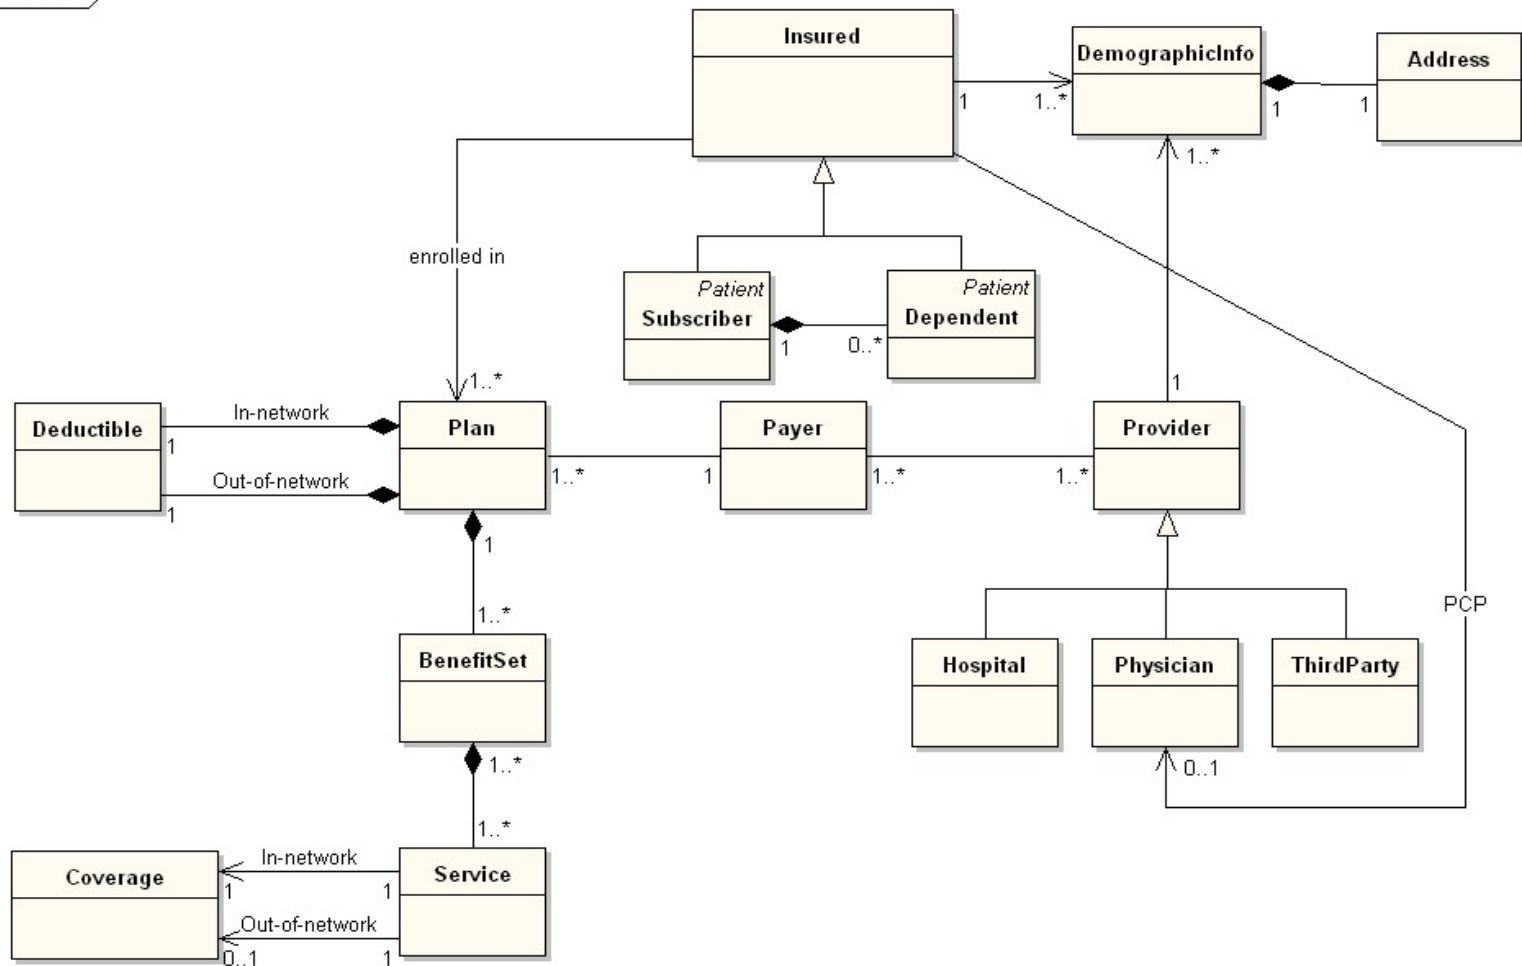 Insured
DemographicInfo
Address
1
1..*
1
1
1..*
enrolled in
Patient
Subscriber
Patient
Dependent
1
0..*
1..*
1
Deductible
In-network
1
Out-of-network
1
Plan
Payer
Provider
1..*
1
1..*
1..*
1
1..*
PCP
BenefitSet
Hospital
Physician
ThirdParty
1..*
0..1
1..*
Coverage
In-network
1
1
Out-of-network
0..1
1
Service